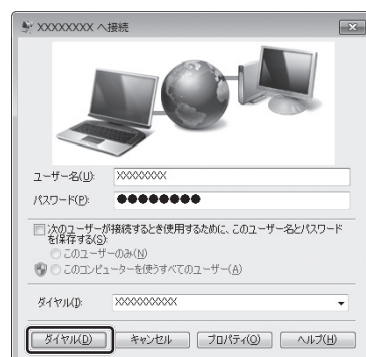 XXXXXXXX へ接続
ユーザー名(U):
XXXXXXXX
パスワード(P):
●●●●●●●●
次のユーザーが接続するとき使用するために、このユーザー名とパスワード
を保存する(S):
このユーザーのみ(N)
このコンピューターを使うすべてのユーザー(A)
ダイヤル(I):
XXXXXXXXXX
ダイヤル(D) キャンセル プロパティ(O) ヘルプ(H)